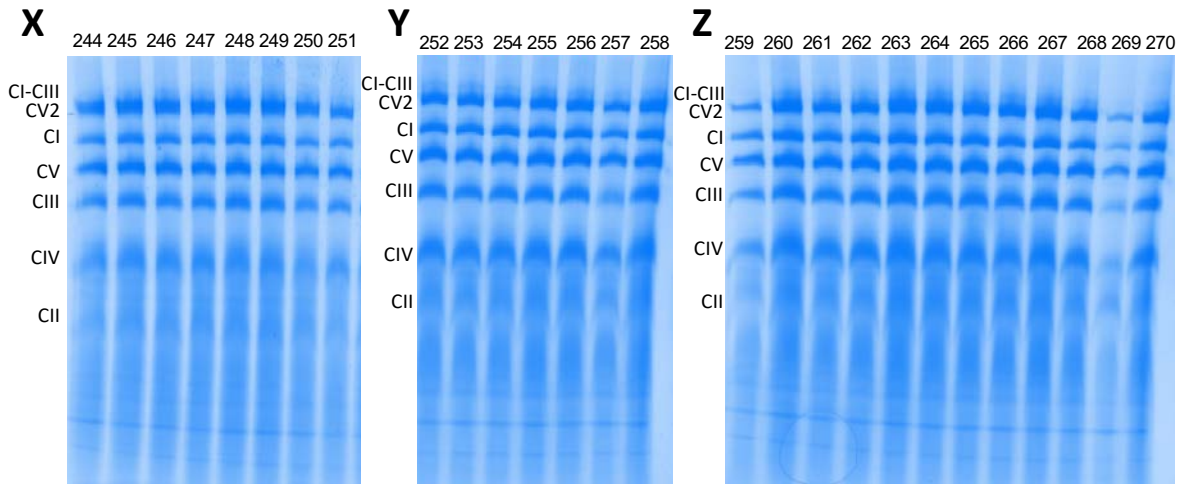 X
244 245 246 247 248 249 250 251
CI-CIII
CV2
CI
CV
CIII
CIV
CII
Y
252 253 254 255 256 257 258
CI-CIII
CV2
CI
CV
CIII
CIV
CII
Z
259 260 261 262 263 264 265 266 267 268 269 270
CI-CIII
CV2
CI
CV
CIII
CIV
CII